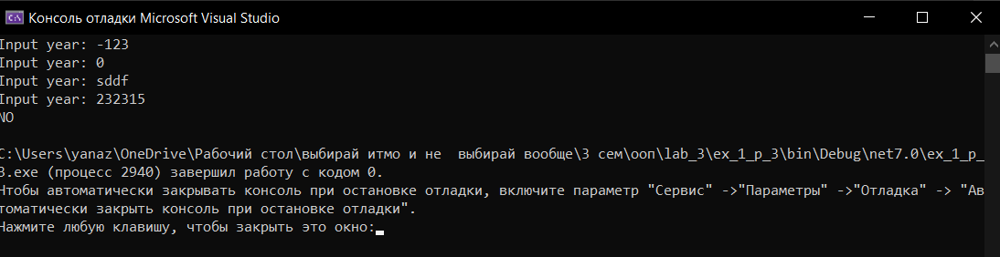 Консоль отладки Microsoft Visual Studio
Input year: -123
Input year: 0
Input year: sddf
Input year: 232315
NO
C:\Users\yanaz\OneDrive\Рабочий стол\выбирай итмо и не  выбирай вообще\3 сем\ооп\lab_3\ex_1_p_3\bin\Debug\net7.0\ex_1_p_
3.exe (процесс 2940) завершил работу с кодом 0.
Чтобы автоматически закрывать консоль при остановке отладки, включите параметр "Сервис" ->"Параметры" ->"Отладка" -> "Ав
томатически закрыть консоль при остановке отладки".
Нажмите любую клавишу, чтобы закрыть это окно: